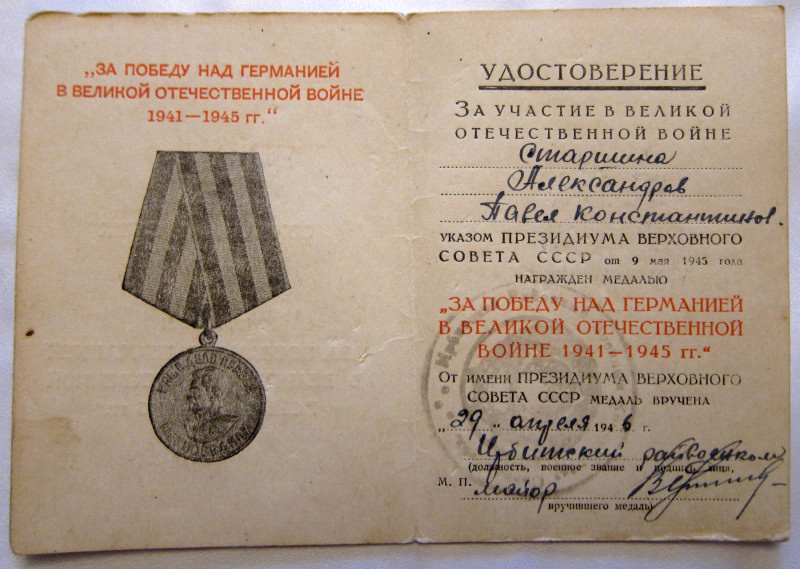 „ЗА ПОБЕДУ НАД ГЕРМАНИЕЙ
В ВЕЛИКОЙ ОТЕЧЕСТВЕННОЙ ВОЙНЕ
1941—1945 гг.“
УДОСТОВЕРЕНИЕ
ЗА УЧАСТИЕ В ВЕЛИКОЙ
ОТЕЧЕСТВЕННОЙ ВОЙНЕ
Старшина
Александров
Павел Константинов.
УКАЗОМ ПРЕЗИДИУМА ВЕРХОВНОГО
СОВЕТА СССР от 9 мая 1945 года
НАГРАЖДЕН МЕДАЛЬЮ
„ЗА ПОБЕДУ НАД ГЕРМАНИЕЙ
В ВЕЛИКОЙ ОТЕЧЕСТВЕННОЙ
ВОЙНЕ 1941—1945 гг.“
От ИМЕНИ ПРЕЗИДИУМА ВЕРХОВНОГО
СОВЕТА СССР МЕДАЛЬ ВРУЧЕНА
„29„ апреля 1946 г.
Ирбитский райвоенком
(должность, военное звание и подпись лица,
М. П. майор
вручившего медаль)